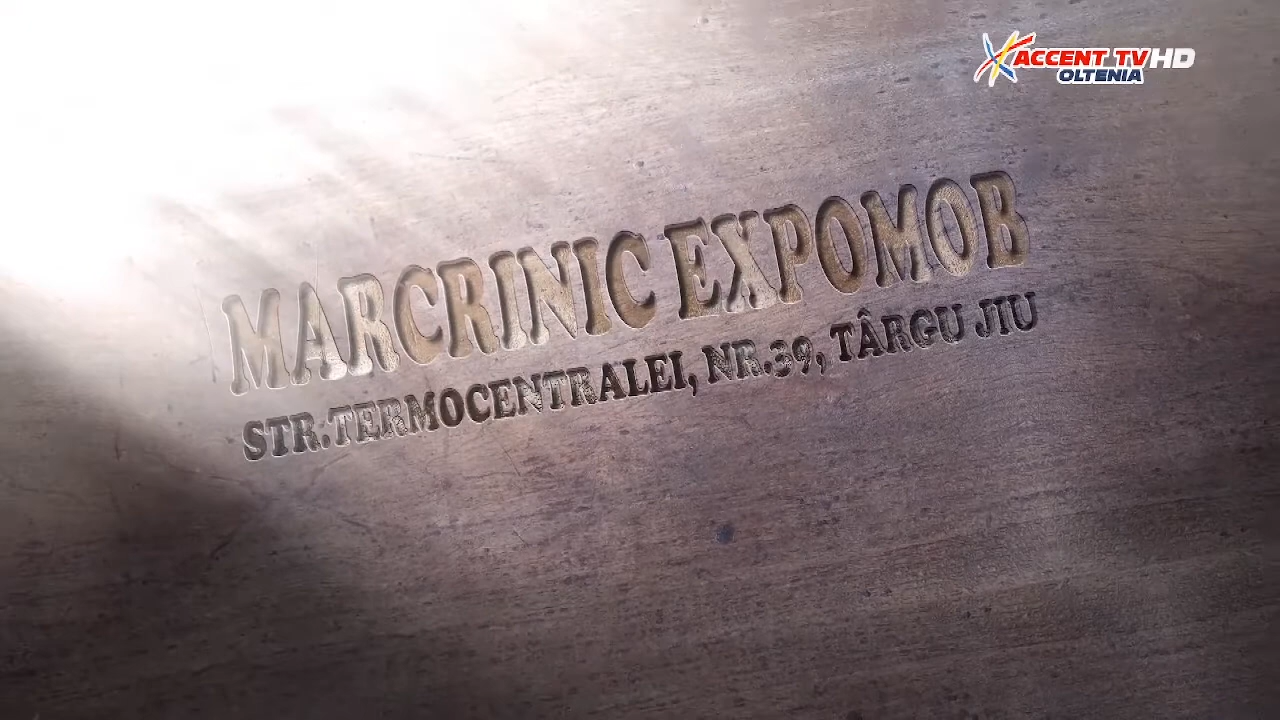 ACCENT TV HD
OLTENIA
MARCRINIC EXPOMOB
STR.TERMOCENTRALEI, NR.39, TÂRGU JIU